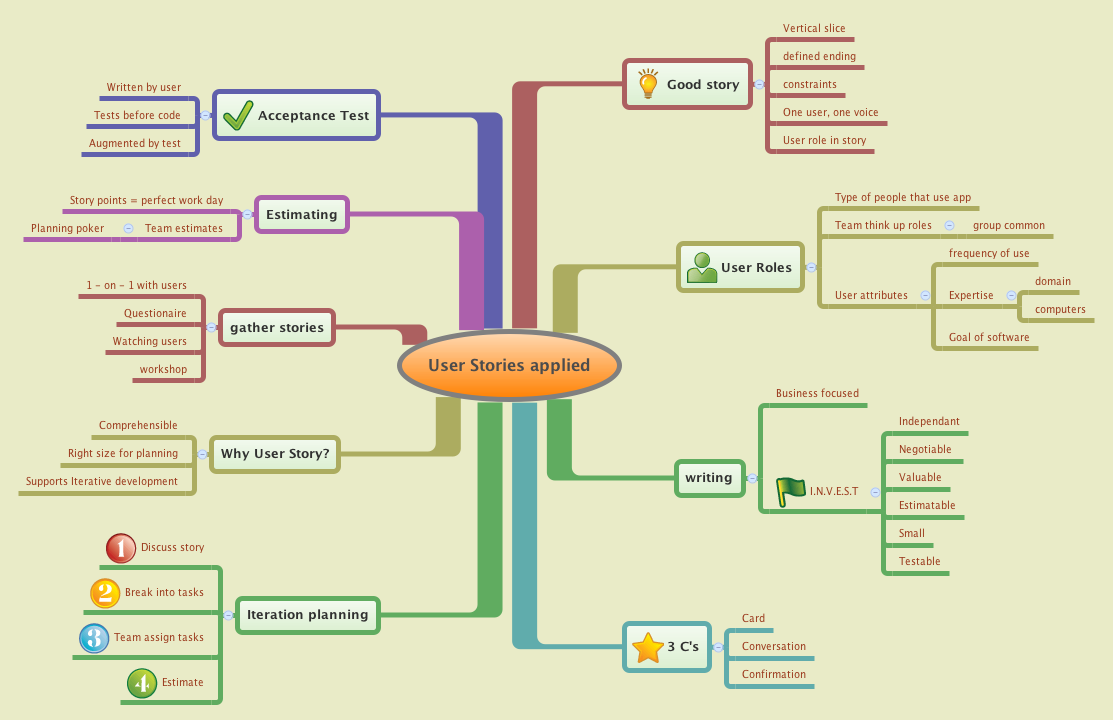 User Stories applied
Good story
Vertical slice
defined ending
constraints
One user, one voice
User role in story
User Roles
Type of people that use app
Team think up roles
group common
User attributes
frequency of use
Expertise
domain
computers
Goal of software
writing
Business focused
I.N.V.E.S.T
Independant
Negotiable
Valuable
Estimatable
Small
Testable
3 C's
Card
Conversation
Confirmation
Acceptance Test
Written by user
Tests before code
Augmented by test
Estimating
Story points = perfect work day
Team estimates
Planning poker
gather stories
1 - on - 1 with users
Questionaire
Watching users
workshop
Why User Story?
Comprehensible
Right size for planning
Supports Iterative development
Iteration planning
1 Discuss story
2 Break into tasks
3 Team assign tasks
4 Estimate